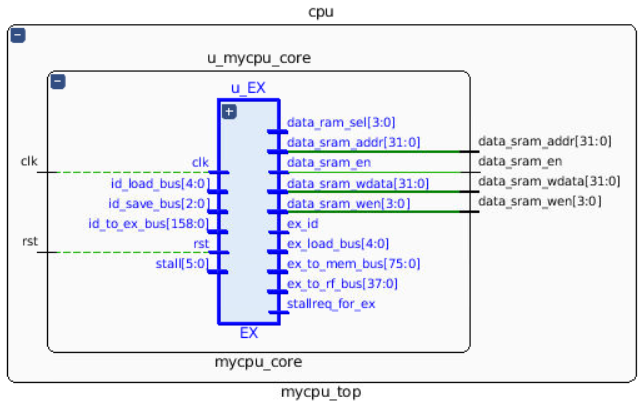 cpu
u_mycpu_core
u_EX
data_ram_sel[3:0]
data_sram_addr[31:0]
data_sram_addr[31:0]
clk
clk
data_sram_en
data_sram_en
id_load_bus[4:0]
data_sram_wdata[31:0]
data_sram_wdata[31:0]
id_save_bus[2:0]
data_sram_wen[3:0]
data_sram_wen[3:0]
id_to_ex_bus[158:0]
ex_id
rst
rst
ex_load_bus[4:0]
stall[5:0]
ex_to_mem_bus[75:0]
ex_to_rf_bus[37:0]
stallreq_for_ex
EX
mycpu_core
mycpu_top